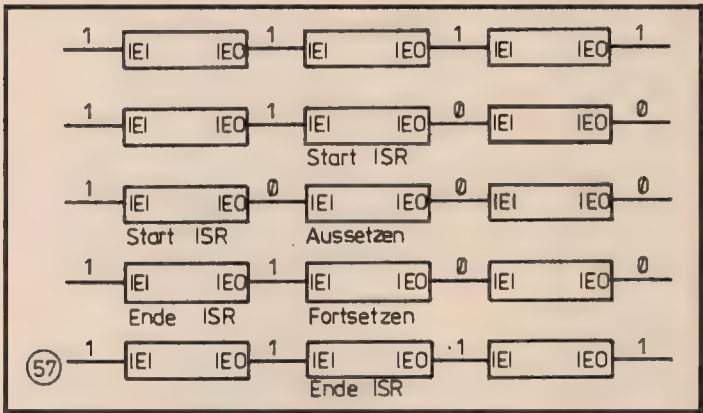 1 IEI IEO 1 IEI IEO 1 IEI IEO 1
1 IEI IEO 1 IEI IEO 0 IEI IEO 0
Start ISR
1 IEI IEO 0 IEI IEO 0 IEI IEO 0
Start ISR Aussetzen
1 IEI IEO 1 IEI IEO 0 IEI IEO 0
Ende ISR Fortsetzen
57 1 IEI IEO 1 IEI IEO 1 IEI IEO 1
Ende ISR